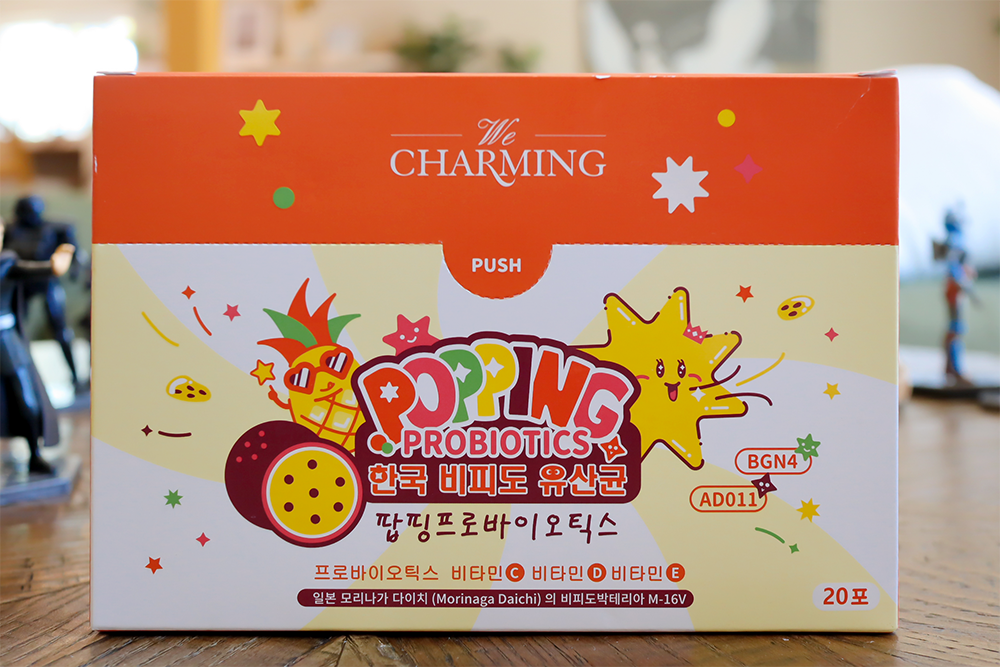 We
CHARMING
PUSH
POPPING
PROBIOTICS
한국 비피도 유산균
팝핑프로바이오틱스
BGN4
AD011
프로바이오틱스 비타민C 비타민D 비타민E
일본 모리나가 다이치 (Morinaga Daichi) 의 비피도박테리아 M-16V
20포